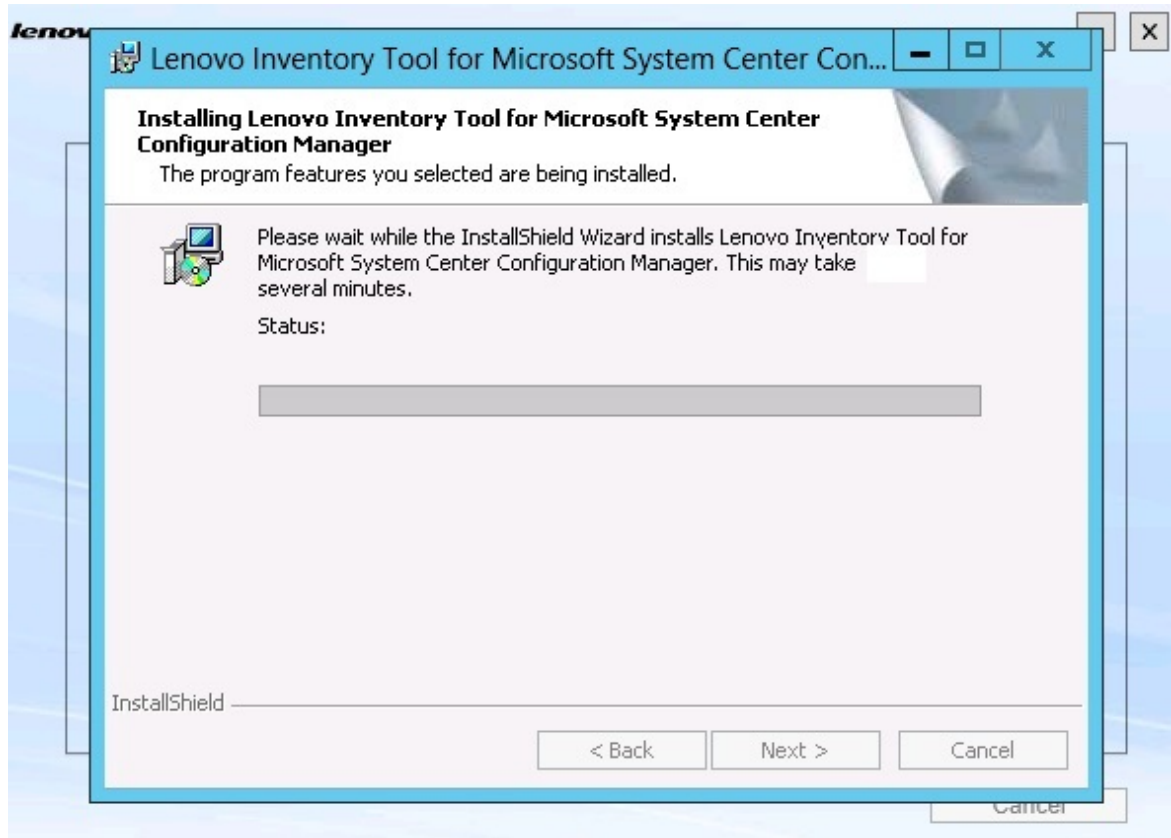 lenov
Lenovo Inventory Tool for Microsoft System Center Con...
Installing Lenovo Inventory Tool for Microsoft System Center
Configuration Manager
The program features you selected are being installed.
Please wait while the InstallShield Wizard installs Lenovo Inventory Tool for
Microsoft System Center Configuration Manager. This may take
several minutes.
Status:
InstallShield
< Back
Next >
Cancel
Cancel